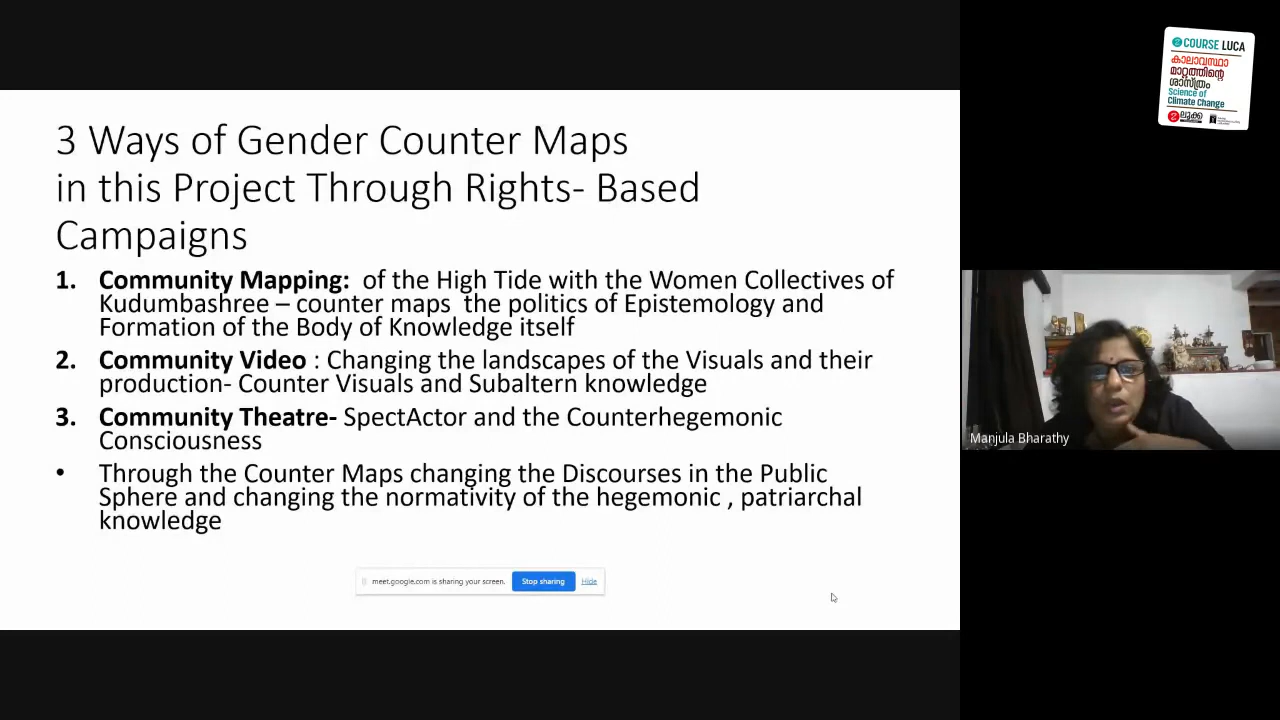 3 Ways of Gender Counter Maps
in this Project Through Rights- Based
Campaigns
1. Community Mapping: of the High Tide with the Women Collectives of
Kudumbashree – counter maps the politics of Epistemology and
Formation of the Body of Knowledge itself
2. Community Video : Changing the landscapes of the Visuals and their
production- Counter Visuals and Subaltern knowledge
3. Community Theatre- SpectActor and the Counterhegemonic
Consciousness
• Through the Counter Maps changing the Discourses in the Public
Sphere and changing the normativity of the hegemonic , patriarchal
knowledge
meet.google.com is sharing your screen. Stop sharing Hide
COURSE LUCA
കാലാവസ്ഥാ
മാറ്റത്തിന്റെ
ശാസ്ത്രം
Science of
Climate Change
ലൂക്ക
Manjula Bharathy